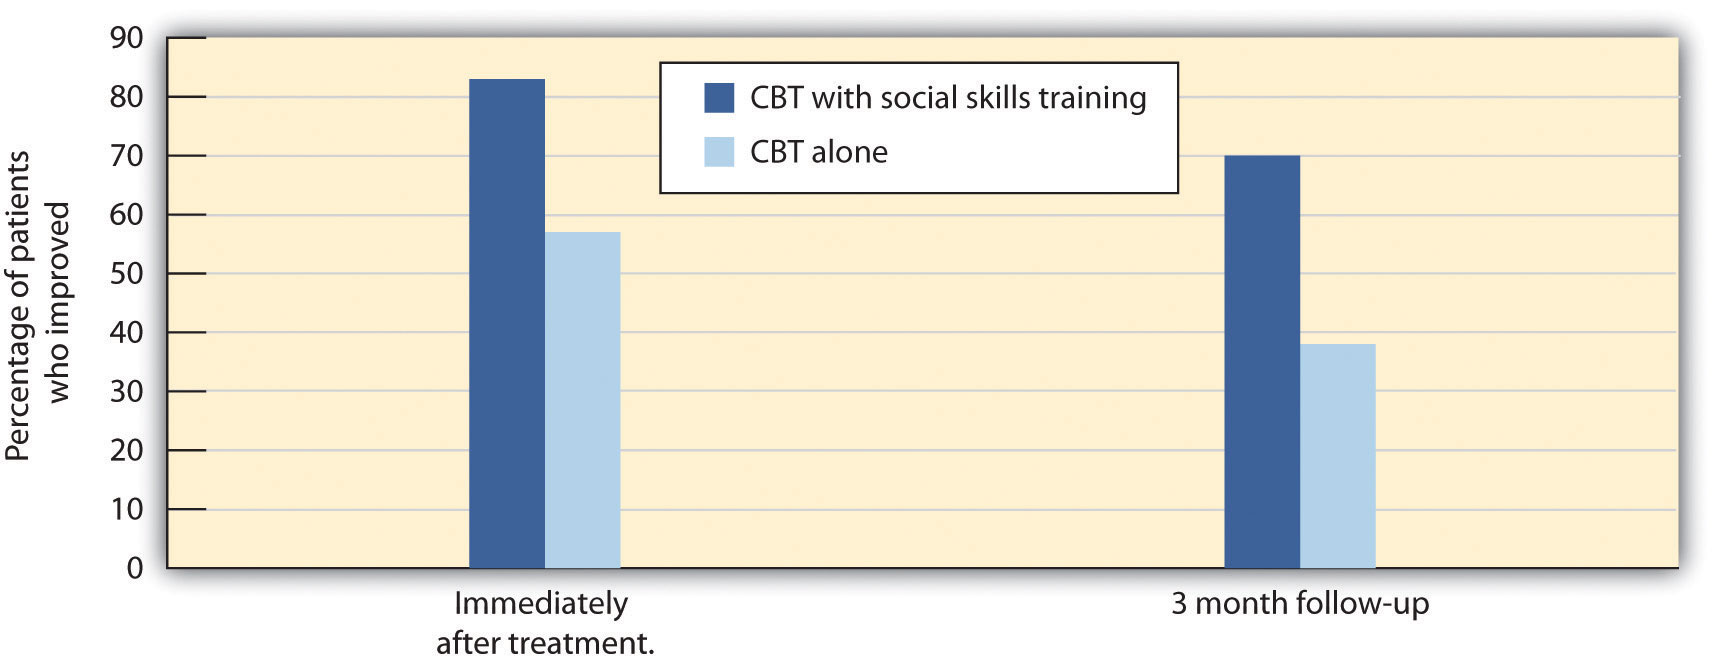 Percentage of patients
who improved
90
80
70
60
50
40
30
20
10
0
CBT with social skills training
CBT alone
Immediately
after treatment.
3 month follow-up